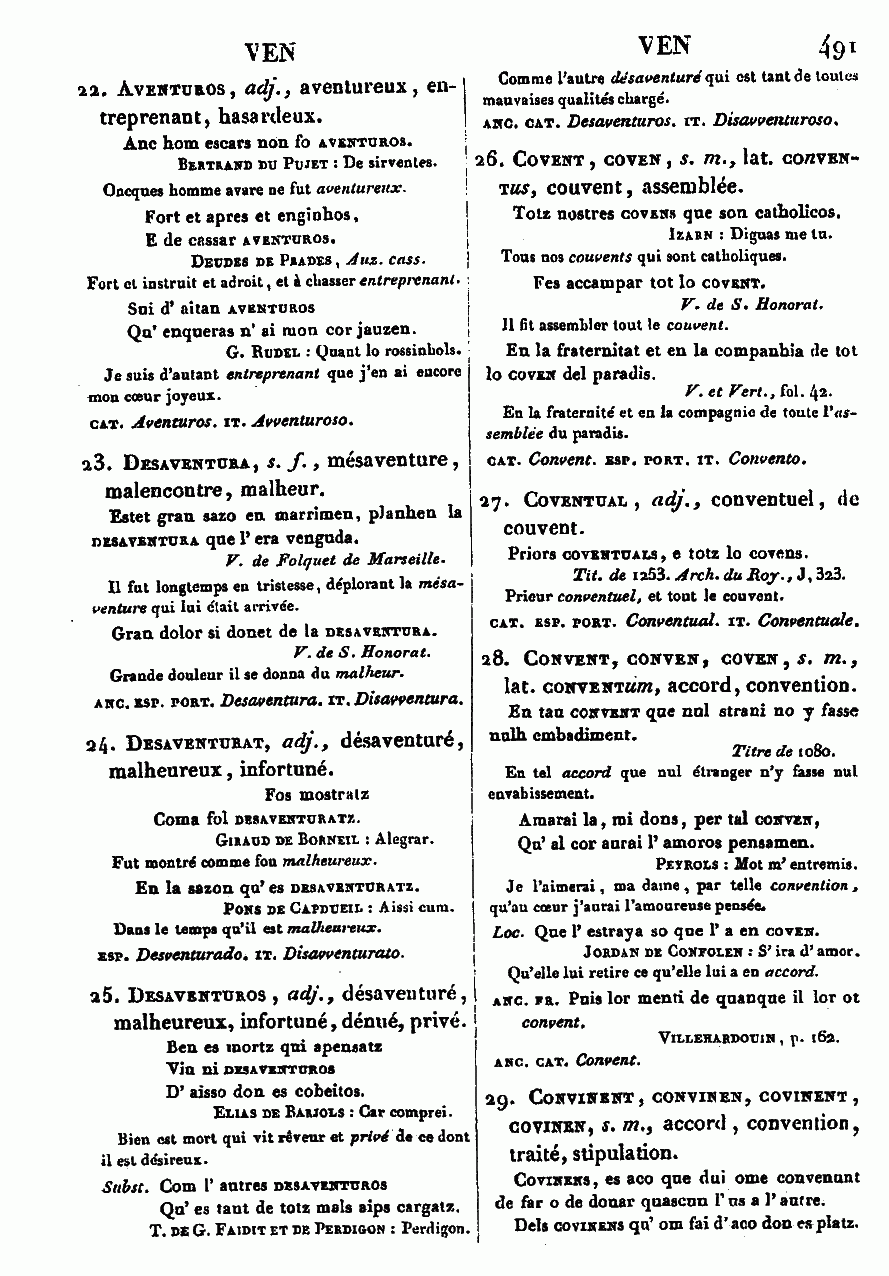 VEN
22. AVENTUROS, adj., aventureux, en-
treprenant, hasardeux.
Anc hom escars non fo AVENTUROS.
BERTRAND DU PUJET : De sirventes.
Oncques homme avare ne fut aventureux.
Fort et apres et enginhos,
E de cassar AVENTUROS.
DEUDES DE PRADES, Auz. cass.
Fort et instruit et adroit, et à chasser entreprenant.
Sui d' aitan AVENTUROS
Qu' enqueras n' ai mon cor jauzen.
G. RUDEL : Quant lo rossinhols.
Je suis d'autant entreprenant que j'en ai encore
mon cœur joyeux.
CAT. Aventuros. IT. Avventuroso.
23. DESAVENTURA, s. f., mésaventure,
malencontre, malheur.
Estet gran sazo en marrimen, planhen la
DESAVENTURA que l' era venguda.
V. de Folquet de Marseille.
Il fut longtemps en tristesse, déplorant la mésa-
venture qui lui était arrivée.
Gran dolor si donet de la DESAVENTURA.
V. de S. Honorat.
Grande douleur il se donna du malheur.
ANC. ESP. PORT. Desaventura. IT. Disavventura.
24. DESAVENTURAT, adj., désaventuré,
malheureux, infortuné.
Fos mostratz
Coma fol DESAVENTURATZ.
GIRAUD DE BORNEIL : Alegrar.
Fut montré comme fou malheureux.
En la sazon qu' es DESAVENTURATZ.
PONS DE CAPDUEIL : Aissi cum.
Dans le temps qu'il est malheureux.
ESP. Desventurado. IT. Disavventurato.
25. DESAVENTUROS, adj., désaventuré,
malheureux, infortuné, dénué, privé.
Ben es mortz qui apensatz
Viu ni DESAVENTUROS
D' aisso don es cobeitos.
ELIAS DE BARJOLS : Car comprei.
Bien est mort qui vit rêveur et privé de ce dont
il est désireux.
Subst. Com l' autres DESAVENTUROS
Qu' es tant de totz mals aips cargatz.
T. DE G. FAIDIT ET DE PERDIGON : Perdigon.
VEN 491
Comme l'autre désaventuré qui est tant de toutes
mauvaises qualités chargé.
ANC. CAT. Desaventuros. IT. Disavventuroso.
26. COVENT, COVEN, s. m., lat. CONVEN-
TUS, couvent, assemblée.
Totz nostres COVENS que son catholicos.
IZARN : Diguas me tu.
Tous nos couvents qui sont catholiques.
Fes accampar tot lo COVENT.
V. de S. Honorat.
Il fit assembler tout le couvent.
En la fraternitat et en la companhia de tot
lo COVEN del paradis.
V. et Vert., fol. 42.
En la fraternité et en la compagnie de toute l'as-
semblée du paradis.
CAT. Convent. ESP. PORT. IT. Convento.
27. COVENTUAL, adj., conventuel, de
couvent.
Priors COVENTUALS, e totz lo covens.
Tit. de 1253. Arch. du Roy., J, 323.
Prieur conventuel, et tout le couvent.
CAT. ESP. PORT. Conventual. IT. Conventuale.
28. CONVENT, CONVEN, COVEN, s. m.,
lat. CONVENTum, accord, convention.
En tau CONVENT que nul strani no y fasse
nulh embadiment.
Titre de 1080.
En tel accord que nul étranger n'y fasse nul
envahissement.
Amarai la, mi dons, per tal CONVEN,
Qu' al cor aurai l' amoros pensamen.
PEYROLS : Mot m' entremis.
Je l'aimerai, ma dame, par telle convention,
qu'au cœur j'aurai l'amoureuse pensée.
Loc. Que l' estraya so que l' a en COVEN.
JORDAN DE CONFOLEN : S' ira d' amor.
Qu'elle lui retire ce qu'elle lui a en accord.
ANC. FR. Puis lor menti de quanque il lor ot
convent.
VILLEHARDOUIN, p. 162.
ANC. CAT. Convent.
29. CONVINENT, CONVINEN, COVINENT,
COVINEN, s. m., accord, convention,
traité, stipulation.
COVINENS, es aco que dui ome convenunt
de far o de donar quascun l' us a l' autre.
Dels COVINENS qu' om fai d' aco don es platz.